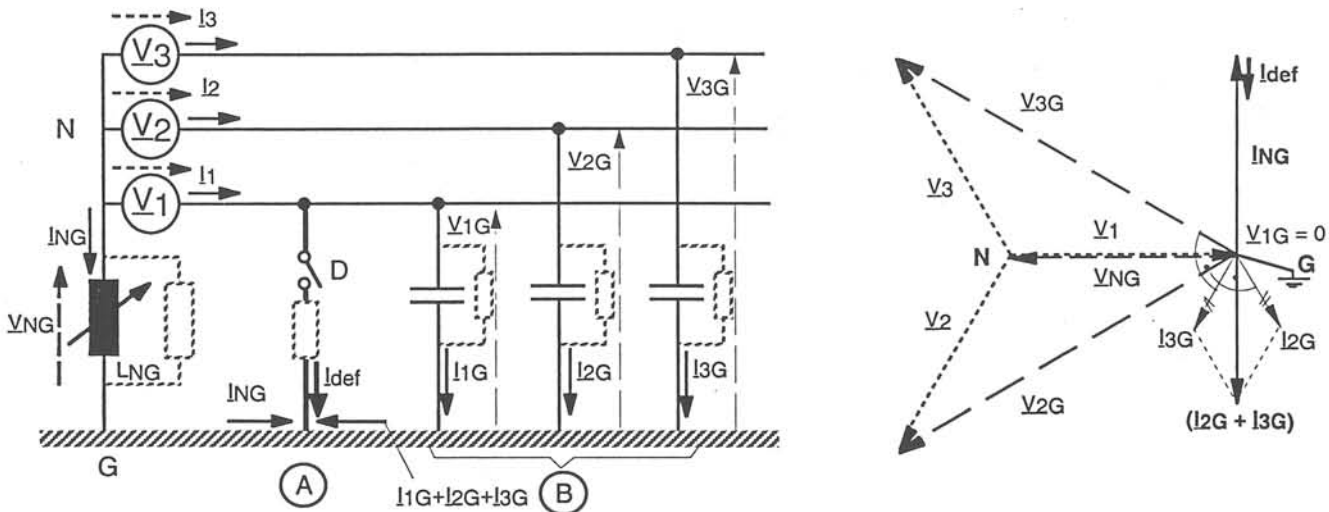 I3
V3
I2
N
V2
I1
V1
V3G
V2G
V1G
ING
D
VNG
LNG
ING
Idef
I1G
I2G
I3G
G
A
I1G+I2G+I3G
B
Idef
V3G
ING
V3
V1
V1G = 0
N
G
VNG
V2
I3G
I2G
V2G
(I2G + I3G)